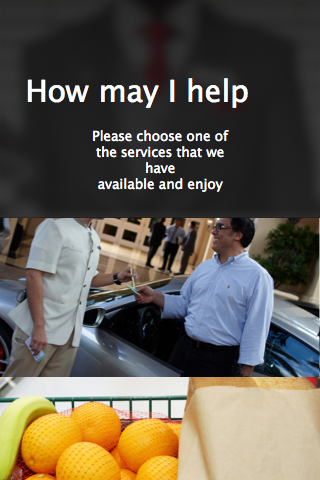 How may I help
Please choose one of
the services that we
have
available and enjoy